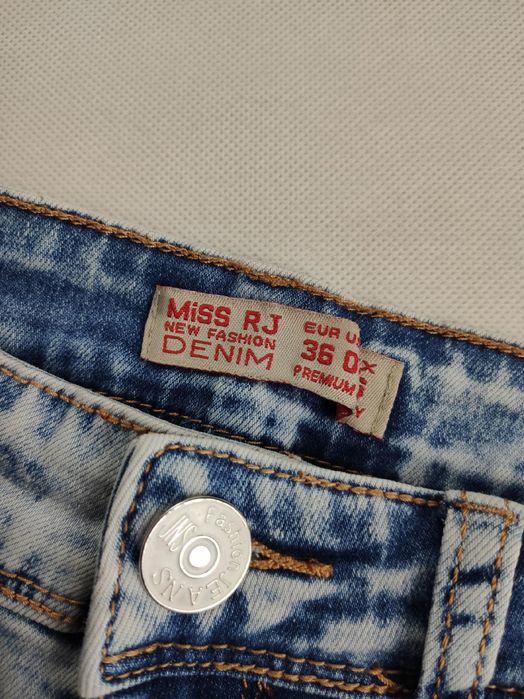 MiSS RJ
NEW FASHION
DENIM
EUR
36
PREMIUM
Fashion
JEANS